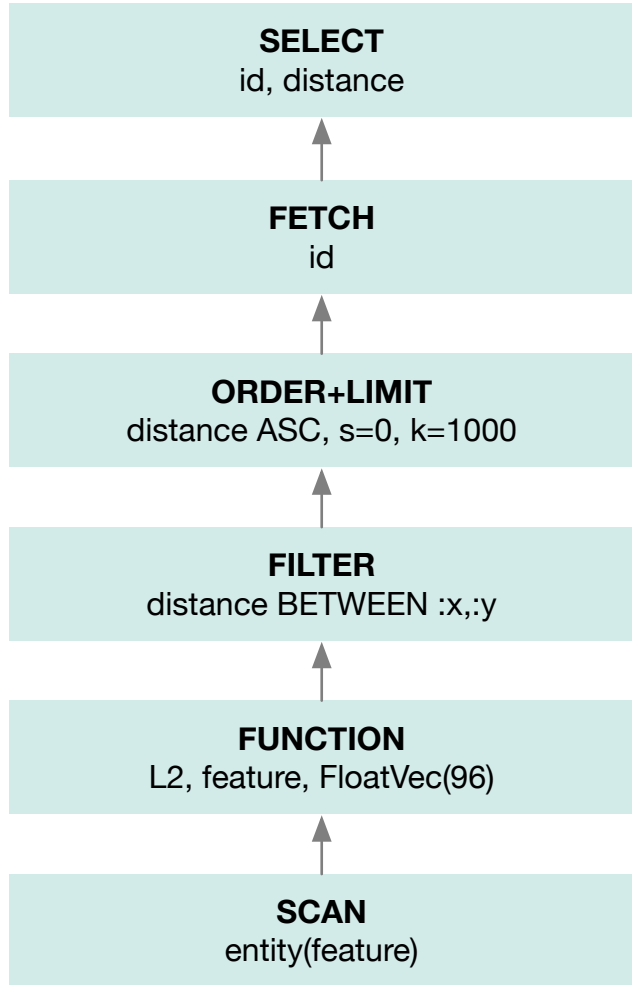 SELECT
id, distance
FETCH
id
ORDER+LIMIT
distance ASC, s=0, k=1000
FILTER
distance BETWEEN :x,:y
FUNCTION
L2, feature, FloatVec(96)
SCAN
entity(feature)